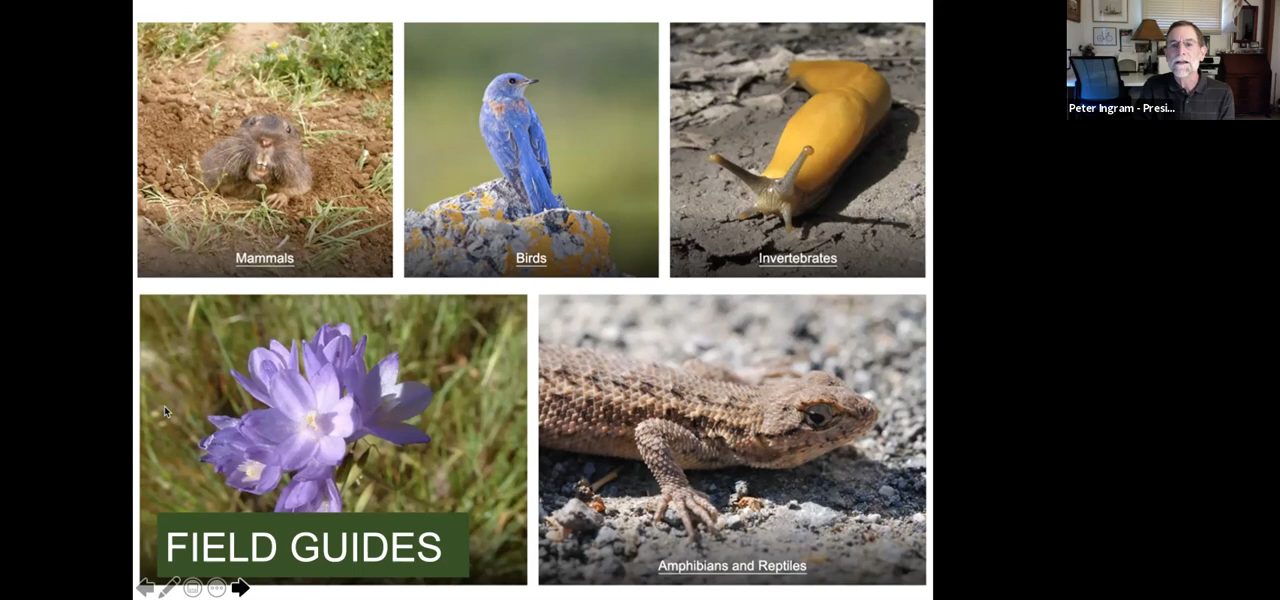 Peter Ingram - Presi...
Mammals
Birds
Invertebrates
FIELD GUIDES
Amphibians and Reptiles